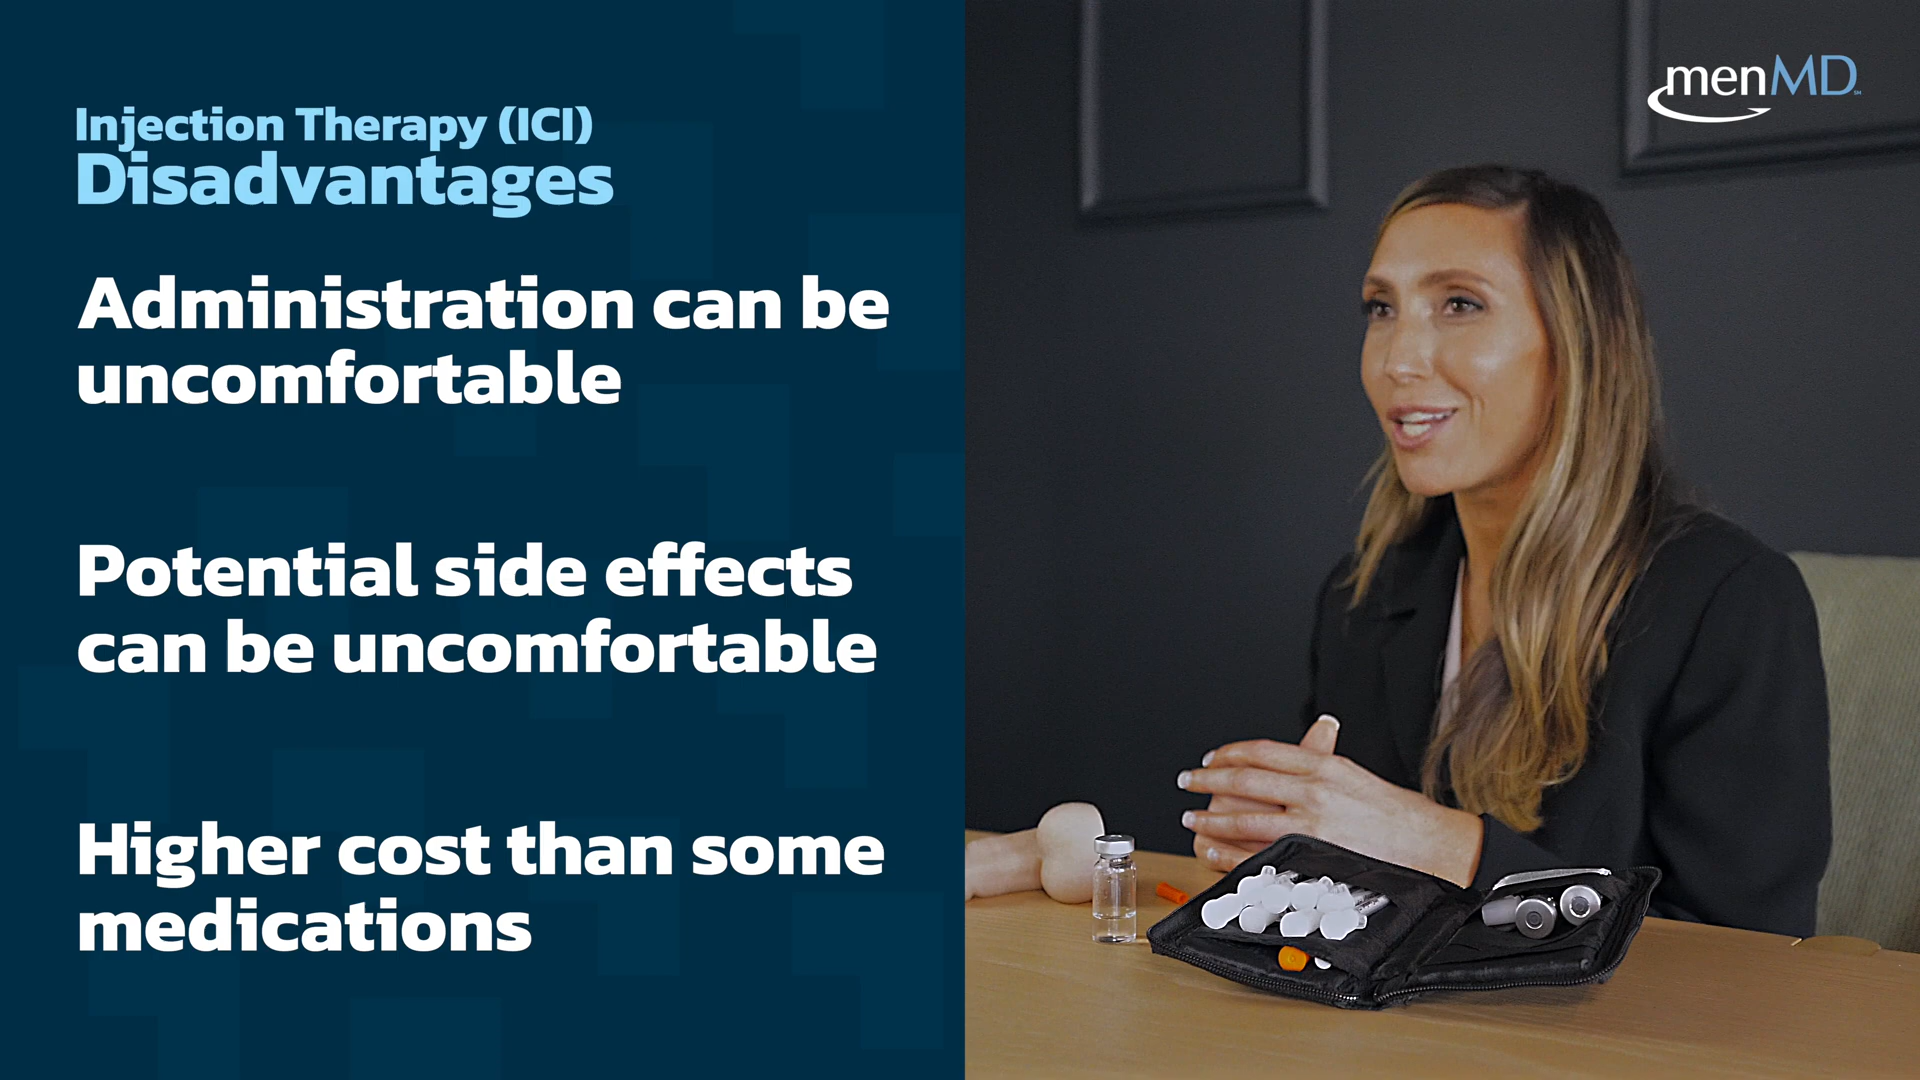 Injection Therapy (ICI)
Disadvantages
Administration can be
uncomfortable
Potential side effects
can be uncomfortable
Higher cost than some
medications
menMD